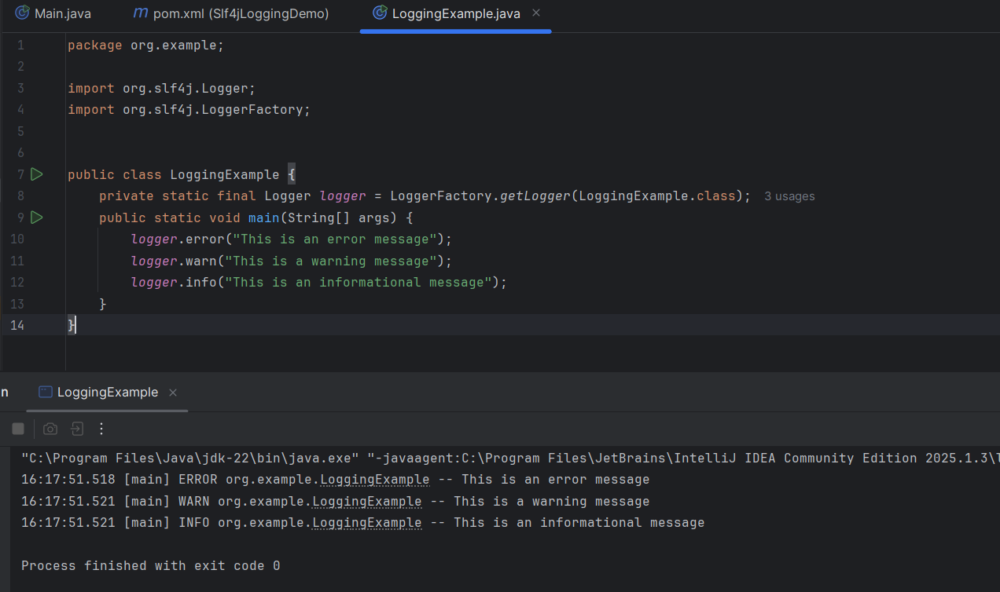 Main.java pom.xml (Slf4jLoggingDemo) LoggingExample.java
1 package org.example;
2
3 import org.slf4j.Logger;
4 import org.slf4j.LoggerFactory;
5
6
7 public class LoggingExample {
8 private static final Logger logger = LoggerFactory.getLogger(LoggingExample.class); 3 usages
9 public static void main(String[] args) {
10 logger.error("This is an error message");
11 logger.warn("This is a warning message");
12 logger.info("This is an informational message");
13 }
14 }
n LoggingExample
"C:\Program Files\Java\jdk-22\bin\java.exe" "-javaagent:C:\Program Files\JetBrains\IntelliJ IDEA Community Edition 2025.1.3\
16:17:51.518 [main] ERROR org.example.LoggingExample -- This is an error message
16:17:51.521 [main] WARN org.example.LoggingExample -- This is a warning message
16:17:51.521 [main] INFO org.example.LoggingExample -- This is an informational message
Process finished with exit code 0